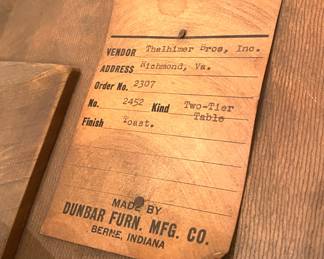 VENDOR Thalhimer Bros, Inc.
ADDRESS Richmond, Va.
Order No. 2307
No. 2452 Kind Two-Tier
Table
Finish Toast.
MADE BY
DUNBAR FURN. MFG. CO.
BERNE, INDIANA